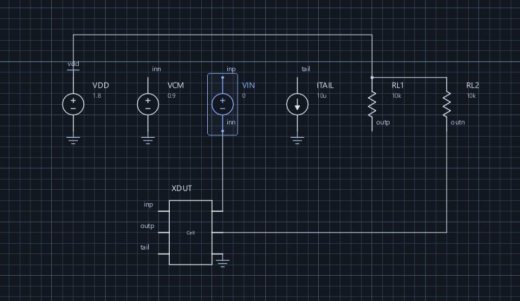 vdd
inn
inp
tail
VDD
VCM
VIN
ITAIL
RL1
RL2
1.8
0.9
0
10u
10k
10k
inn
outp
outn
XDUT
inp
outp
Cell
tail